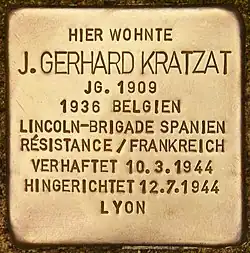 HIER WOHNTE
J. GERHARD KRATZAT
JG. 1909
1936 BELGIEN
LINCOLN-BRIGADE SPANIEN
RÉSISTANCE / FRANKREICH
VERHAFTET 10.3.1944
HINGERICHTET 12.7.1944
LYON